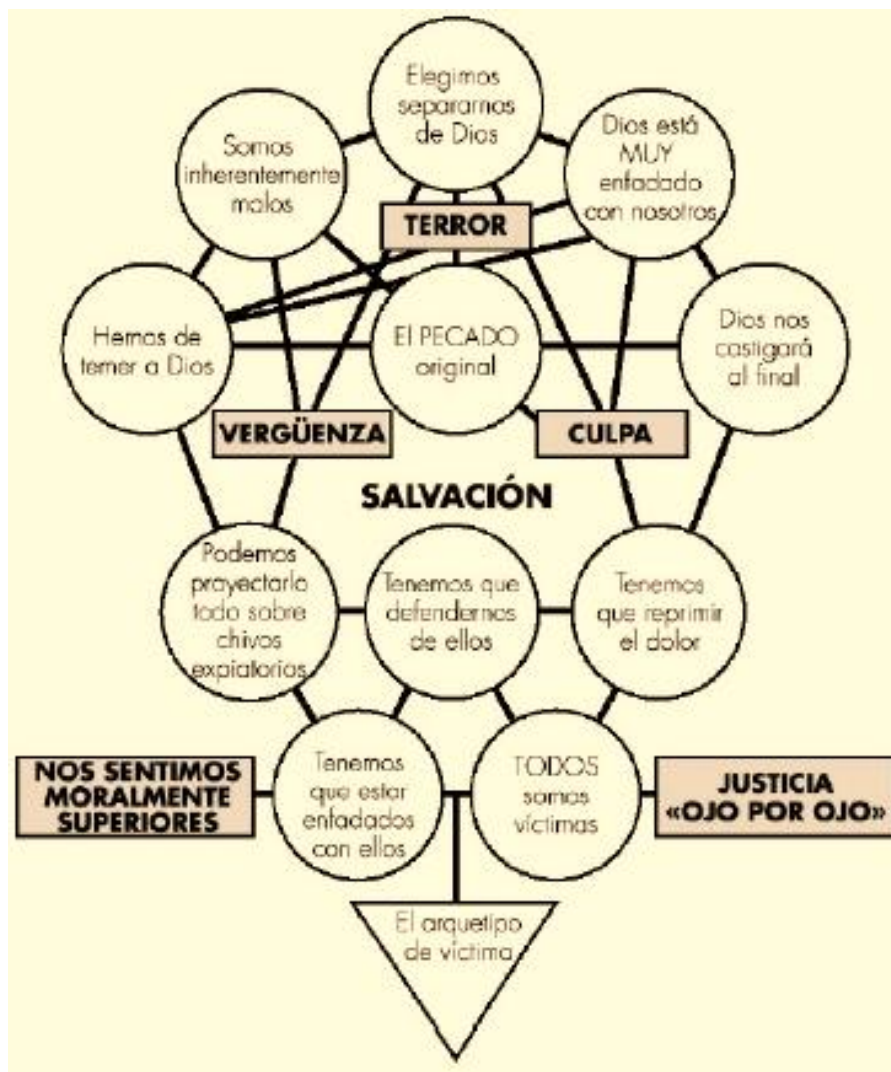 Elegimos
separarnos
de Dios
Somos
inherentemente
malos
Dios está
MUY
enfadado
con nosotros
TERROR
Hemos de
temer a Dios
El PECADO
original
Dios nos
castigará
al final
VERGÜENZA
CULPA
SALVACIÓN
Podemos
proyectarlo
todo sobre
chivos
expiatorios
Tenemos que
defendernos
de ellos
Tenemos
que reprimir
el dolor
NOS SENTIMOS
MORALMENTE
SUPERIORES
Tenemos
que estar
enfadados
con ellos
TODOS
somos
víctimas
JUSTICIA
«OJO POR OJO»
El arquetipo
de víctima